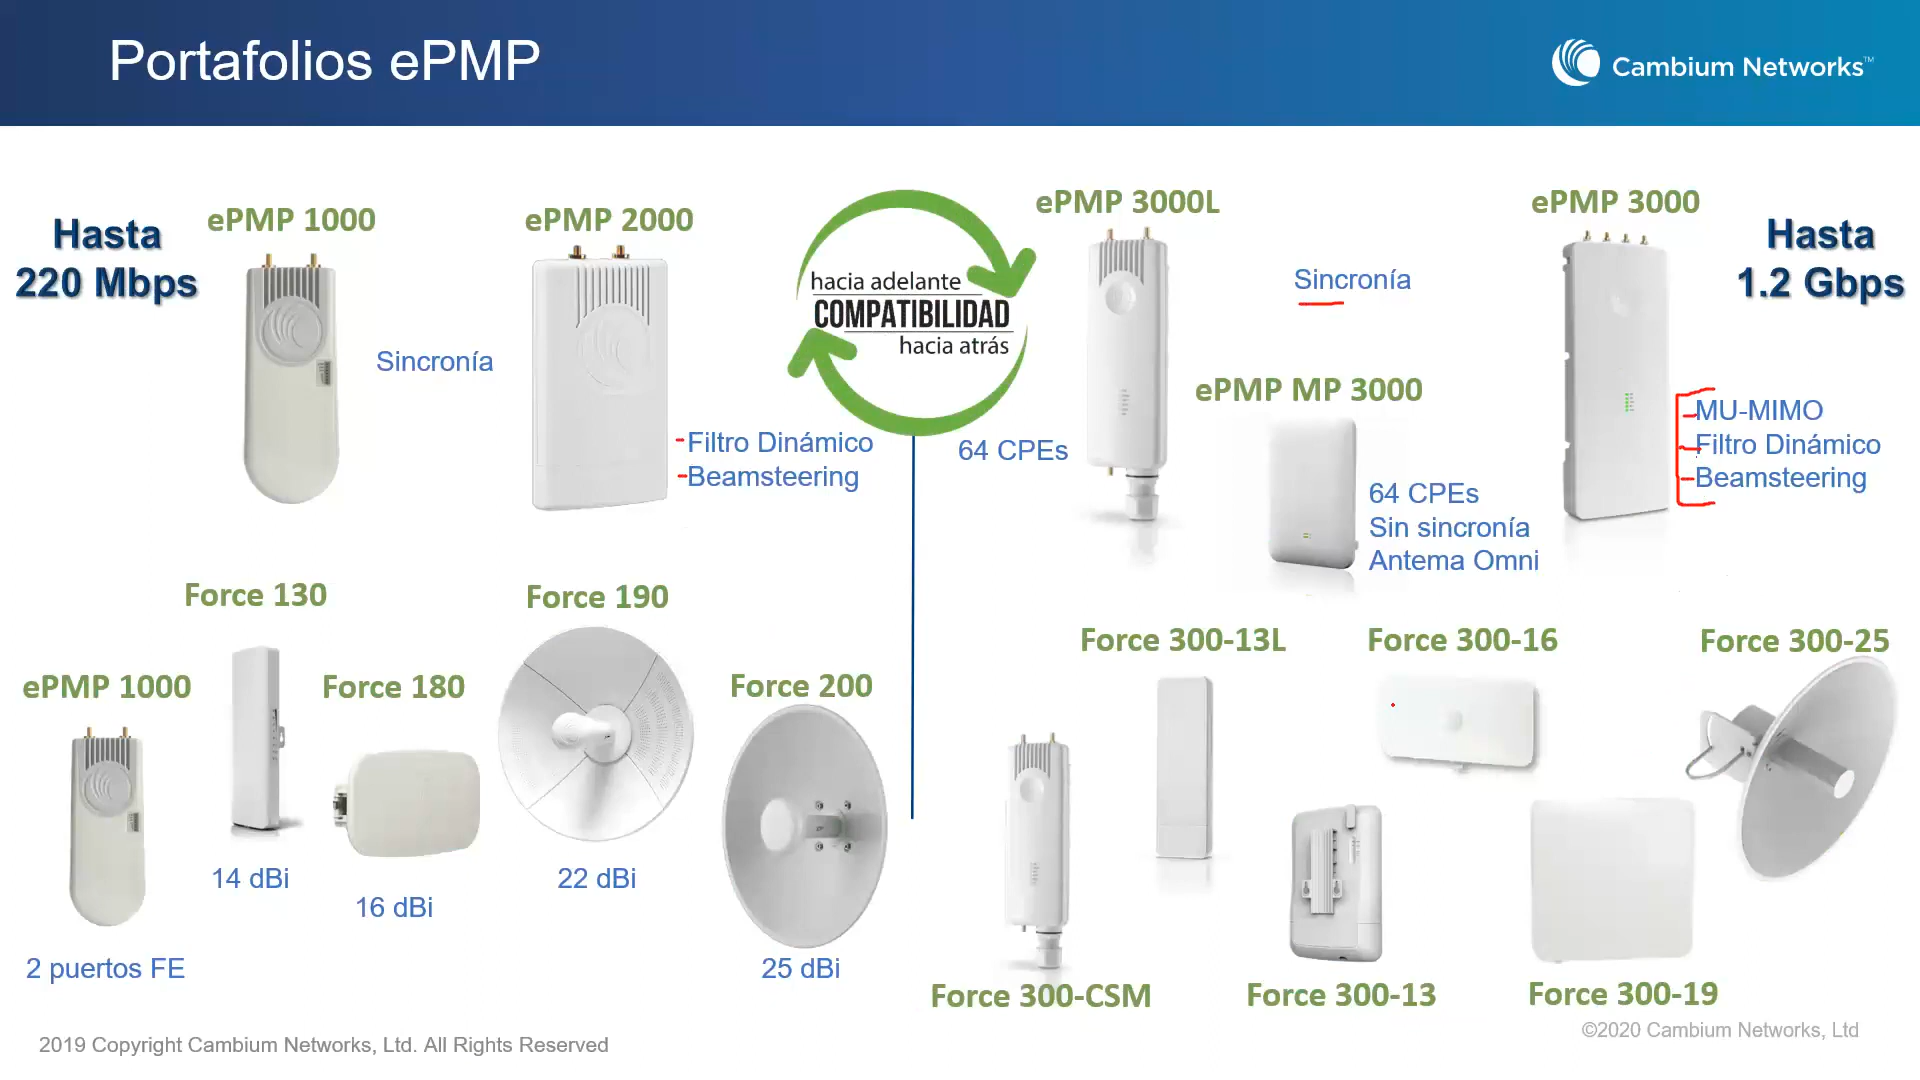 Portafolios ePMP
Cambium Networks™
Hasta
220 Mbps
ePMP 1000
Sincronía
ePMP 2000
Filtro Dinámico
Beamsteering
hacia adelante
COMPATIBILIDAD
hacia atrás
ePMP 3000L
64 CPEs
Sincronía
ePMP MP 3000
64 CPEs
Sin sincronía
Antema Omni
ePMP 3000
Hasta
1.2 Gbps
MU-MIMO
Filtro Dinámico
Beamsteering
ePMP 1000
2 puertos FE
Force 130
14 dBi
Force 180
16 dBi
Force 190
22 dBi
Force 200
25 dBi
Force 300-CSM
Force 300-13L
Force 300-13
Force 300-16
Force 300-19
Force 300-25
2019 Copyright Cambium Networks, Ltd. All Rights Reserved
©2020 Cambium Networks, Ltd